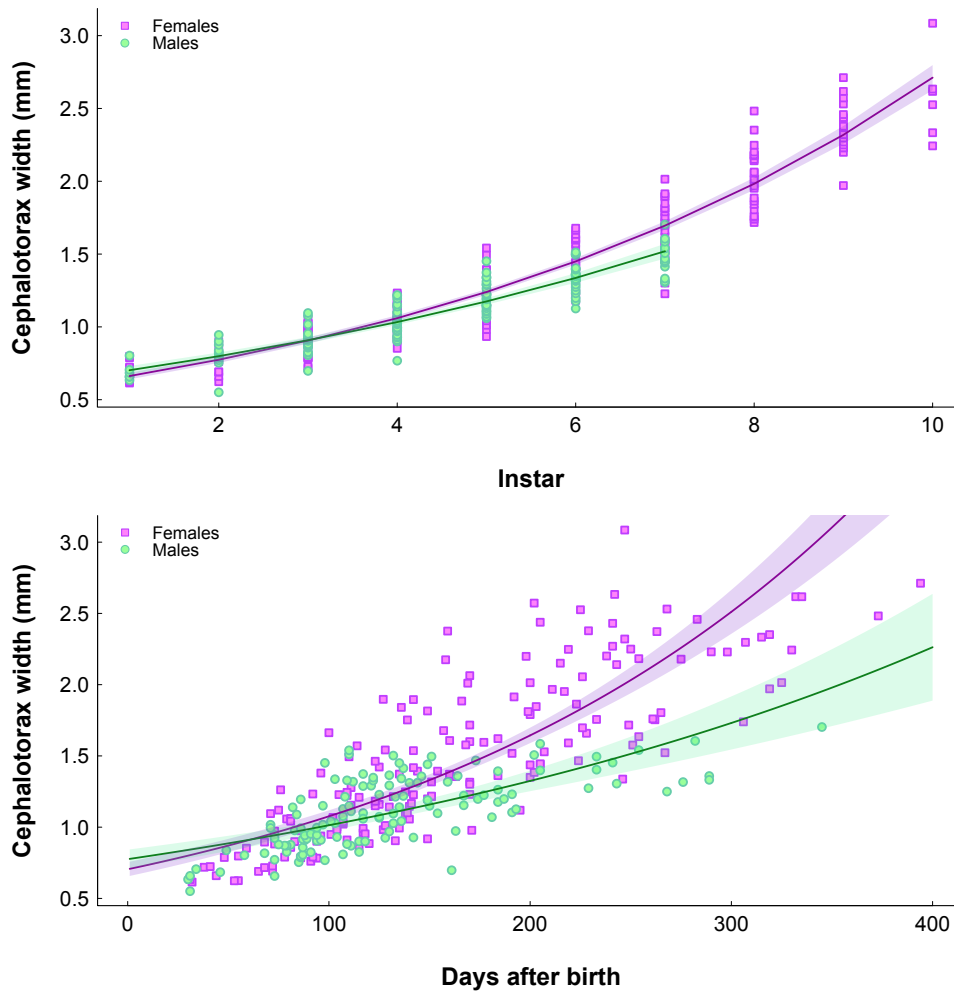 Females
Males
Cephalotorax width (mm)
3.0
2.5
2.0
1.5
1.0
0.5
2 4 6 8 10
Instar
Females
Males
Cephalotorax width (mm)
3.0
2.5
2.0
1.5
1.0
0.5
0 100 200 300 400
Days after birth